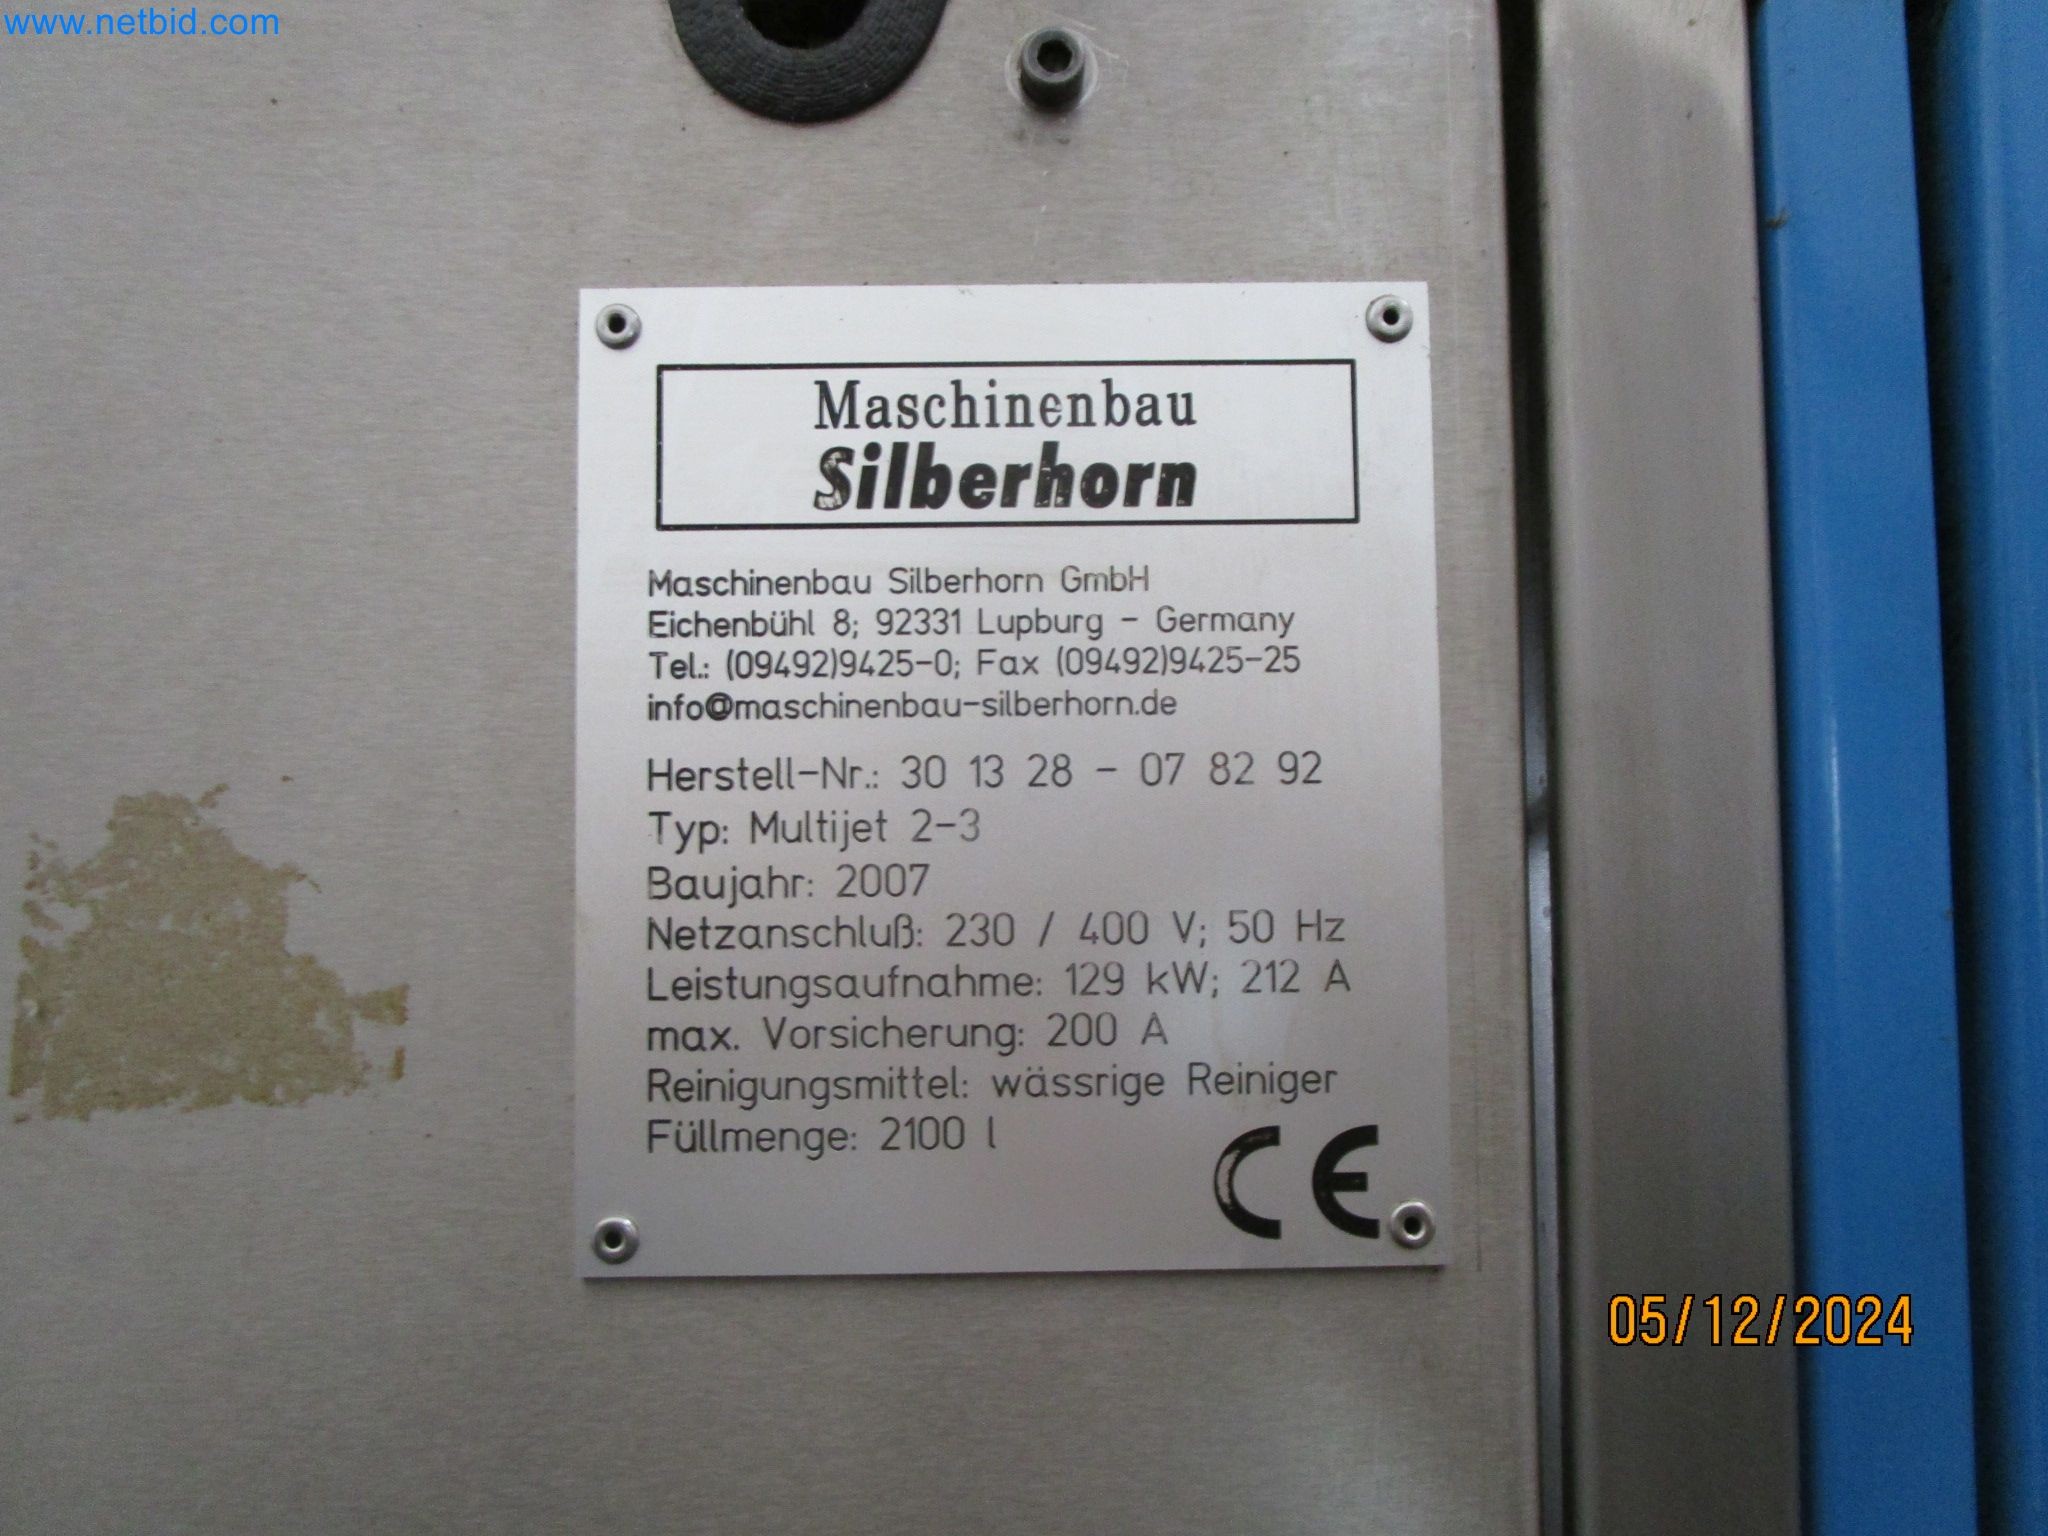 www.netbid.com
Maschinenbau
Silberhorn
Maschinenbau Silberhorn GmbH
Eichenbühl 8; 92331 Lupburg - Germany
Tel.: (09492)9425-0; Fax (09492)9425-25
info@maschinenbau-silberhorn.de
Herstell-Nr.: 30 13 28 - 07 82 92
Typ: Multijet 2-3
Baujahr: 2007
Netzanschluß: 230 / 400 V; 50 Hz
Leistungsaufnahme: 129 kW; 212 A
max. Vorsicherung: 200 A
Reinigungsmittel: wässrige Reiniger
Füllmenge: 2100 l
CE
05/12/2024